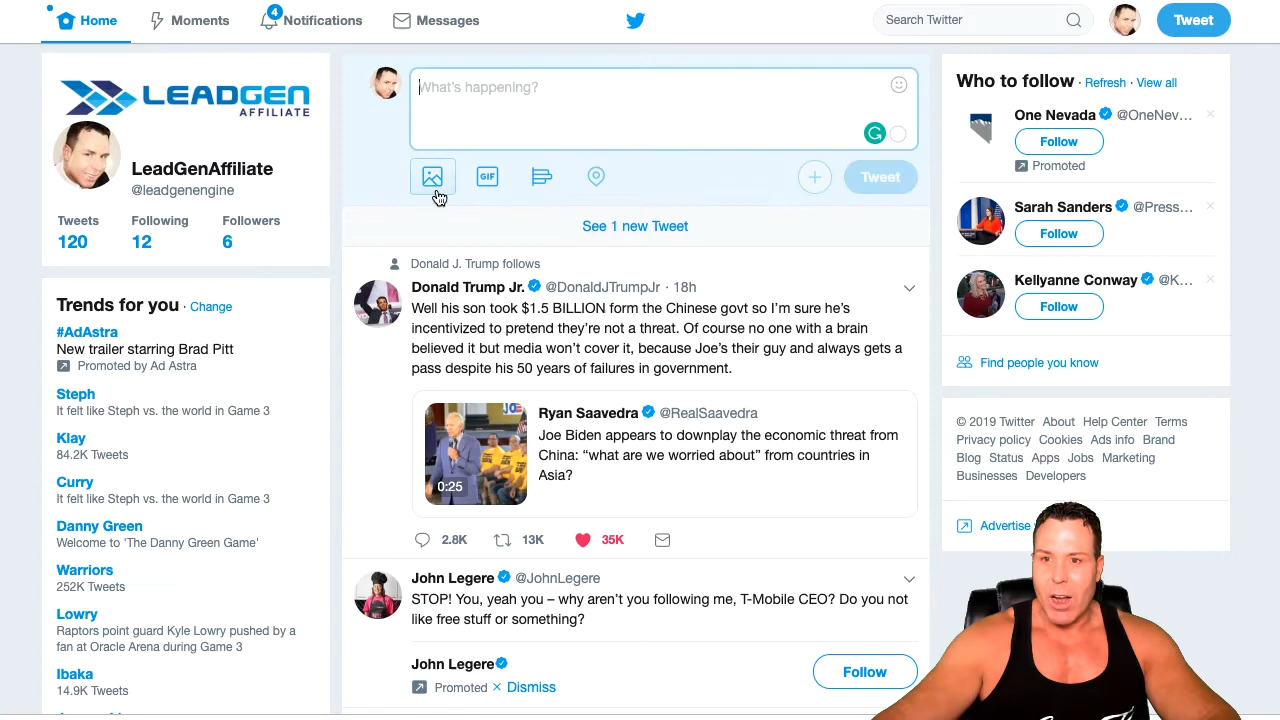 Home
Moments
4
Notifications
Messages
Search Twitter
Tweet
LEADGEN
AFFILIATE
LeadGenAffiliate
@leadgenengine
Tweets
Following
Followers
120
12
6
Trends for you · Change
#AdAstra
New trailer starring Brad Pitt
Promoted by Ad Astra
Steph
It felt like Steph vs. the world in Game 3
Klay
84.2K Tweets
Curry
It felt like Steph vs. the world in Game 3
Danny Green
Welcome to 'The Danny Green Game'
Warriors
252K Tweets
Lowry
Raptors point guard Kyle Lowry pushed by a
fan at Oracle Arena during Game 3
Ibaka
14.9K Tweets
What's happening?
GIF
Tweet
See 1 new Tweet
Donald J. Trump follows
Donald Trump Jr. @DonaldJTrumpJr · 18h
Well his son took $1.5 BILLION form the Chinese govt so I'm sure he's
incentivized to pretend they're not a threat. Of course no one with a brain
believed it but media won't cover it, because Joe's their guy and always gets a
pass despite his 50 years of failures in government.
Ryan Saavedra @RealSaavedra
Joe Biden appears to downplay the economic threat from
China: “what are we worried about” from countries in
Asia?
0:25
2.8K
13K
35K
John Legere @JohnLegere
STOP! You, yeah you – why aren't you following me, T-Mobile CEO? Do you not
like free stuff or something?
John Legere
Promoted
Dismiss
Follow
Who to follow · Refresh · View all
One Nevada @OneNev...
Follow
Promoted
Sarah Sanders @Press...
Follow
Kellyanne Conway @K...
Follow
Find people you know
© 2019 Twitter About Help Center Terms
Privacy policy Cookies Ads info Brand
Blog Status Apps Jobs Marketing
Businesses Developers
Advertise